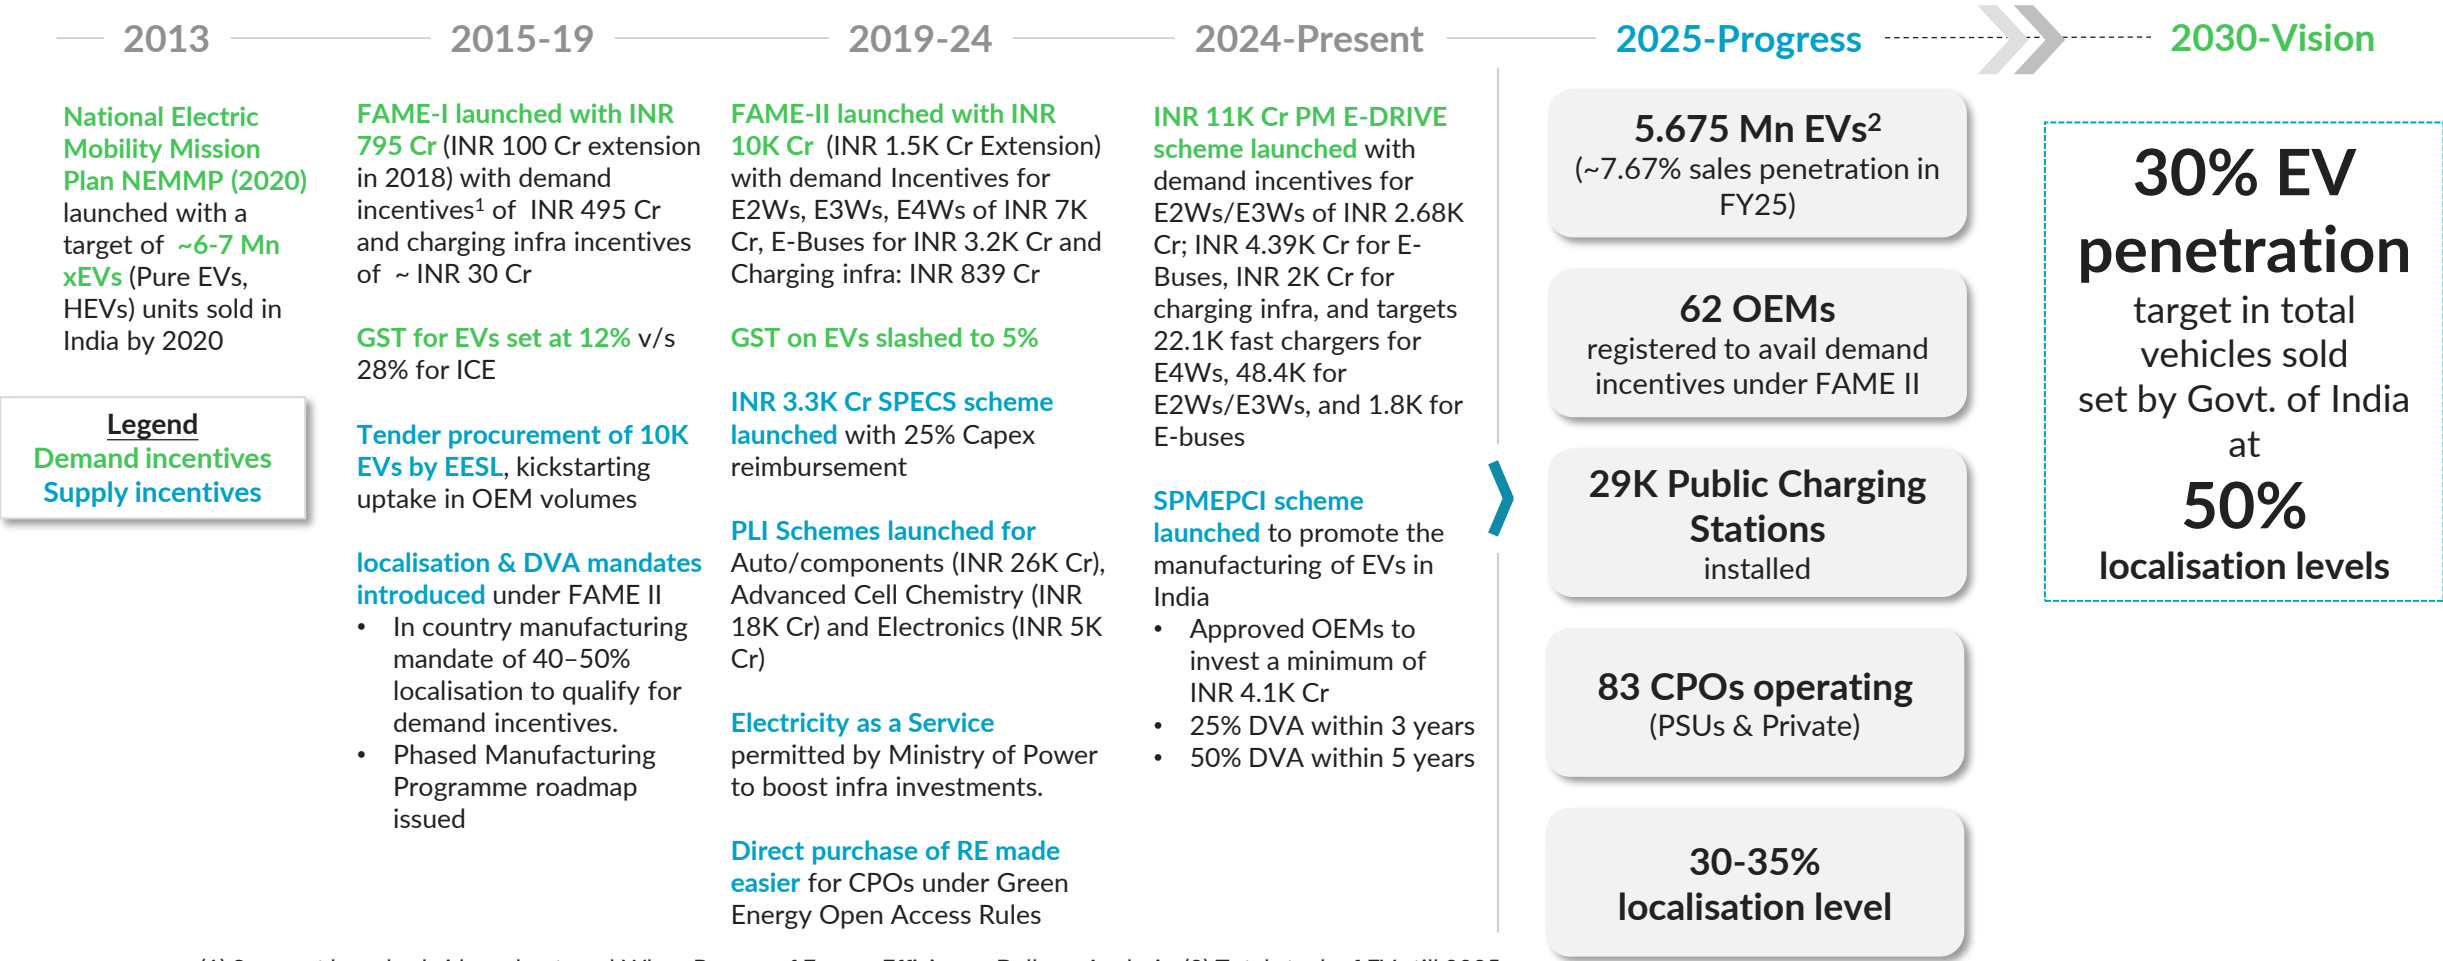 2013
2015-19
2019-24
2024-Present
2025-Progress
2030-Vision
National Electric
Mobility Mission
Plan NEMMP (2020)
launched with a
target of ~6-7 Mn
xEVs (Pure EVs,
HEVs) units sold in
India by 2020
Legend
Demand incentives
Supply incentives
FAME-I launched with INR
795 Cr (INR 100 Cr extension
in 2018) with demand
incentives¹ of INR 495 Cr
and charging infra incentives
of ~ INR 30 Cr
GST for EVs set at 12% v/s
28% for ICE
Tender procurement of 10K
EVs by EESL, kickstarting
uptake in OEM volumes
localisation & DVA mandates
introduced under FAME II
• In country manufacturing
mandate of 40–50%
localisation to qualify for
demand incentives.
• Phased Manufacturing
Programme roadmap
issued
FAME-II launched with INR
10K Cr (INR 1.5K Cr Extension)
with demand Incentives for
E2Ws, E3Ws, E4Ws of INR 7K
Cr, E-Buses for INR 3.2K Cr and
Charging infra: INR 839 Cr
GST on EVs slashed to 5%
INR 3.3K Cr SPECS scheme
launched with 25% Capex
reimbursement
PLI Schemes launched for
Auto/components (INR 26K Cr),
Advanced Cell Chemistry (INR
18K Cr) and Electronics (INR 5K
Cr)
Electricity as a Service
permitted by Ministry of Power
to boost infra investments.
Direct purchase of RE made
easier for CPOs under Green
Energy Open Access Rules
INR 11K Cr PM E-DRIVE
scheme launched with
demand incentives for
E2Ws/E3Ws of INR 2.68K
Cr; INR 4.39K Cr for E-
Buses, INR 2K Cr for
charging infra, and targets
22.1K fast chargers for
E4Ws, 48.4K for
E2Ws/E3Ws, and 1.8K for
E-buses
SPMEPCI scheme
launched to promote the
manufacturing of EVs in
India
• Approved OEMs to
invest a minimum of
INR 4.1K Cr
• 25% DVA within 3 years
• 50% DVA within 5 years
5.675 Mn EVs²
(~7.67% sales penetration in
FY25)
62 OEMs
registered to avail demand
incentives under FAME II
29K Public Charging
Stations
installed
83 CPOs operating
(PSUs & Private)
30-35%
localisation level
30% EV
penetration
target in total
vehicles sold
set by Govt. of India
at
50%
localisation levels